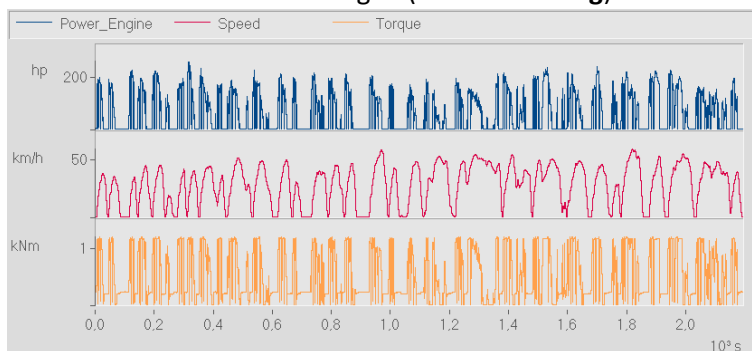 Power_Engine Speed Torque
hp 200
km/h 50
kNm 1
0,0 0,2 0,4 0,6 0,8 1,0 1,2 1,4 1,6 1,8 2,0
10³ s